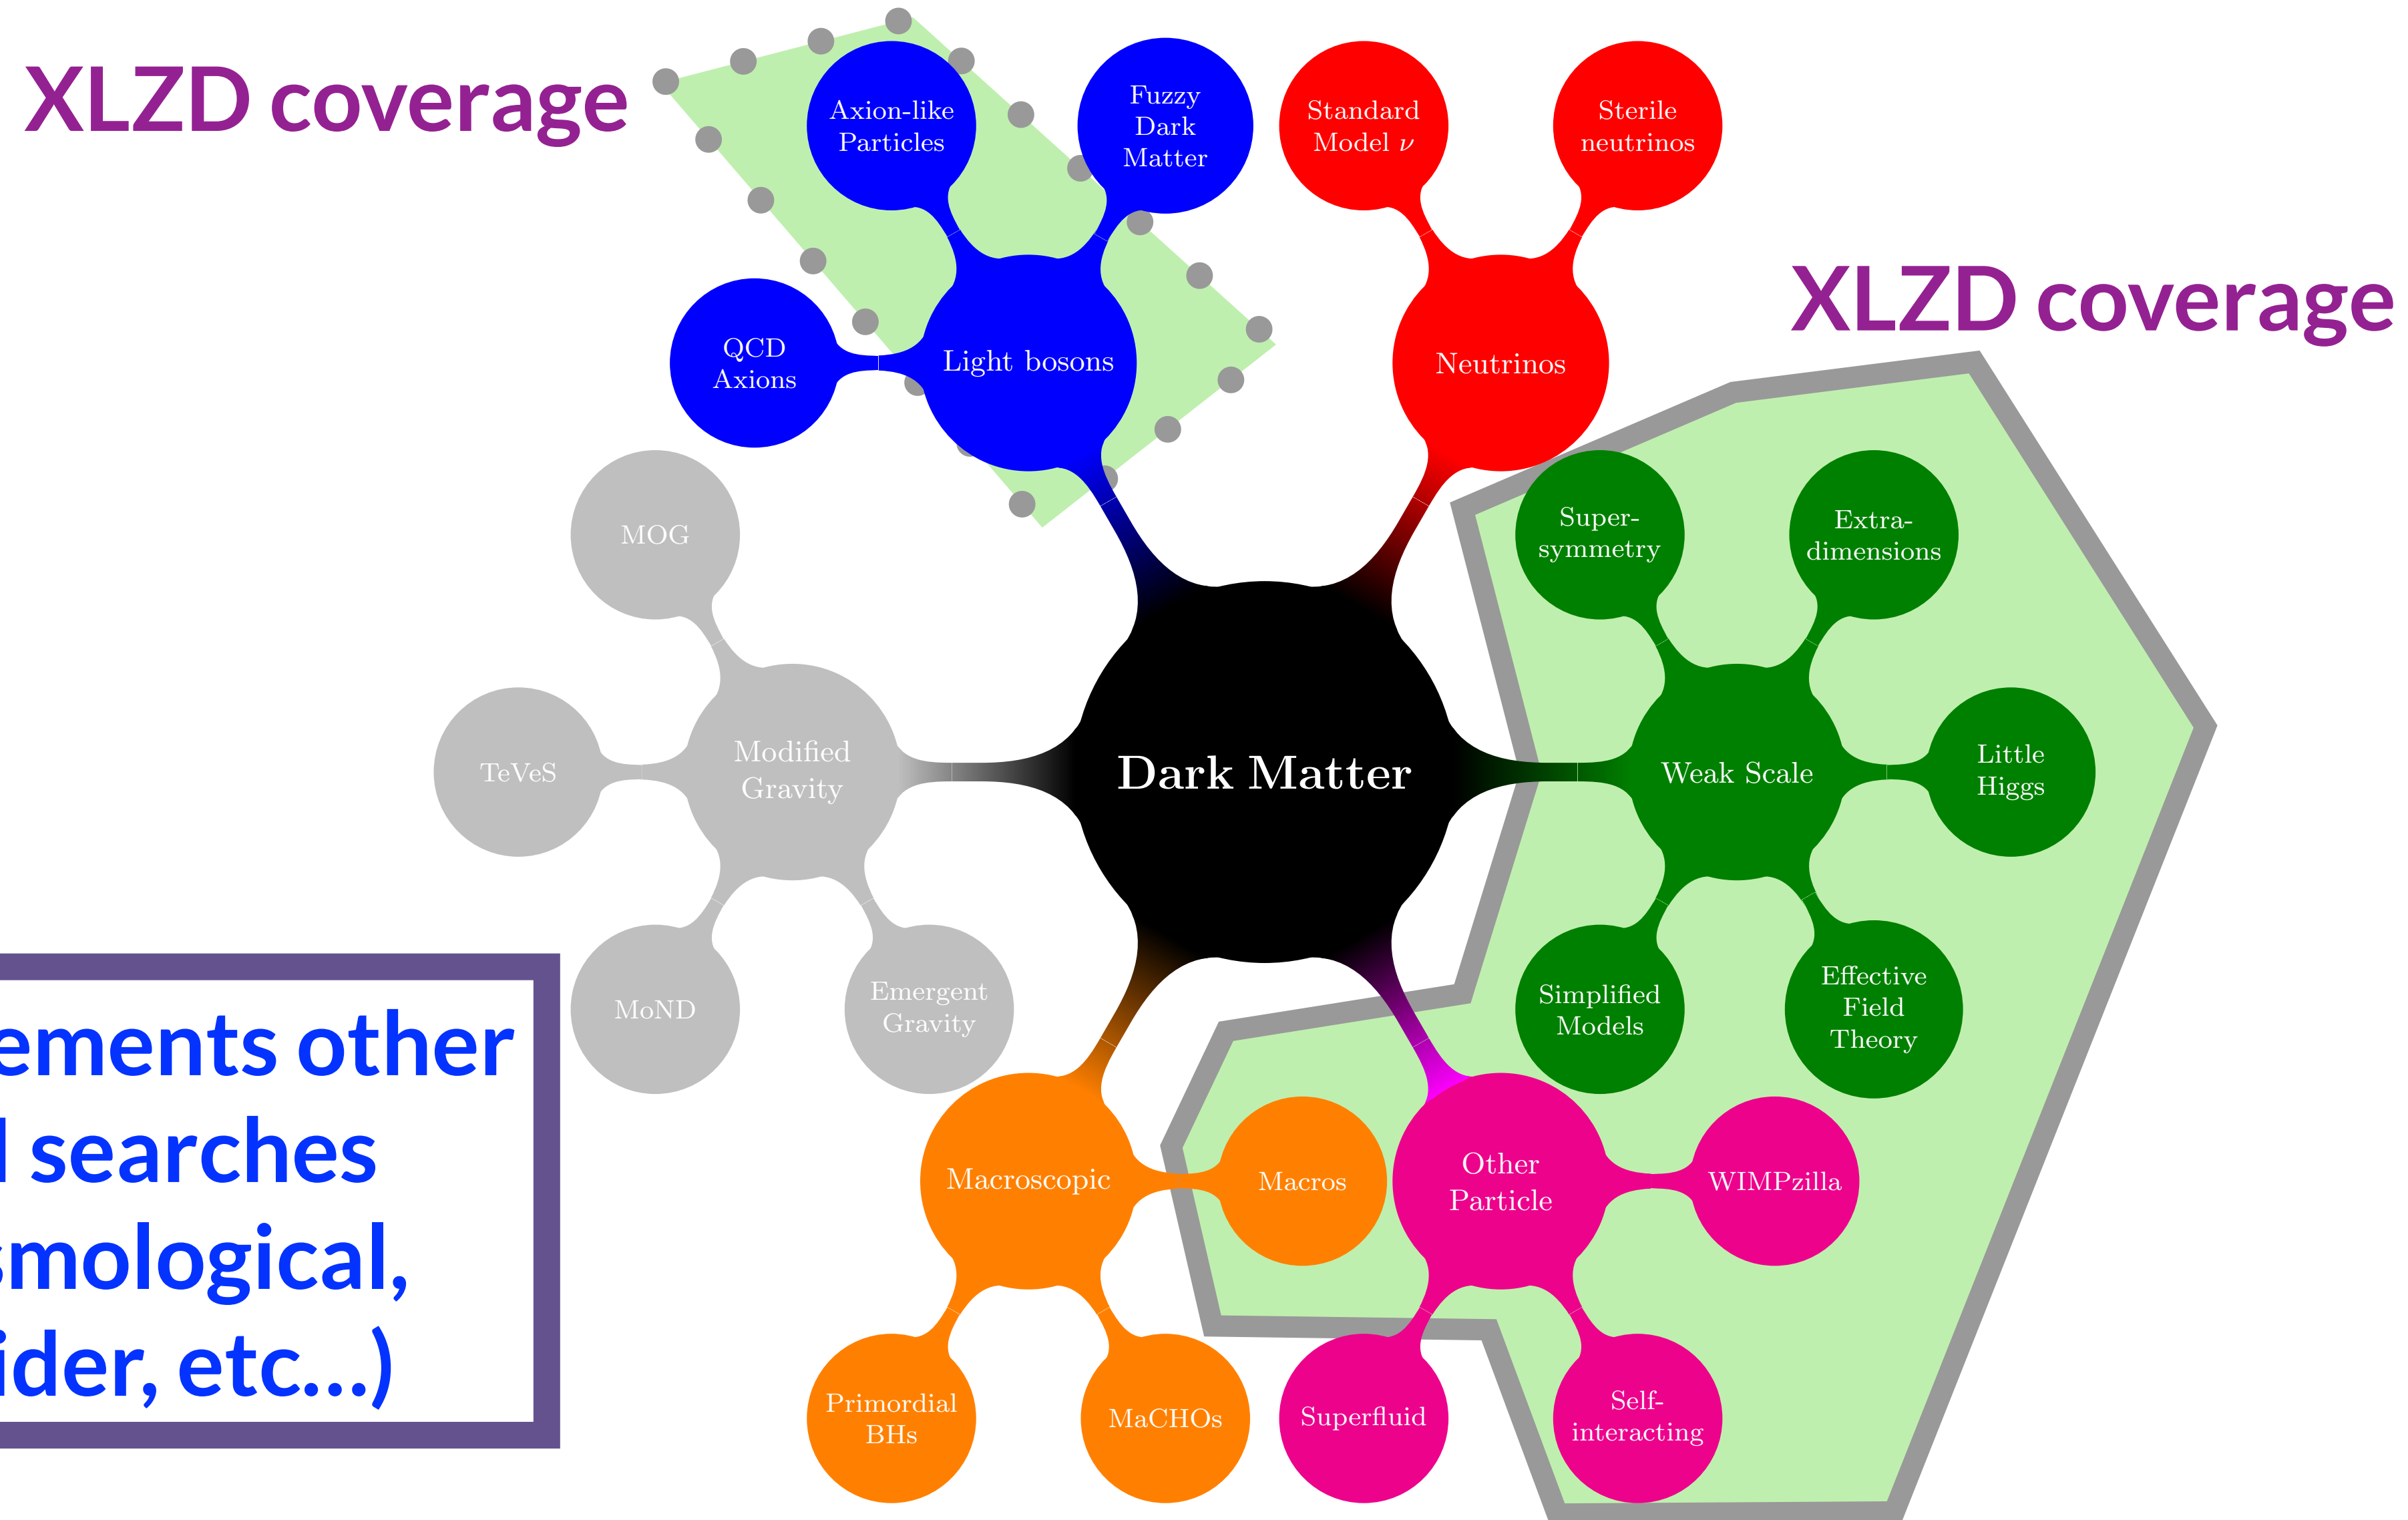 XLZD coverage
Axion-like
Particles
Fuzzy
Dark
Matter
Standard
Model ν
Sterile
neutrinos
XLZD coverage
QCD
Axions
Light bosons
Neutrinos
MOG
Super-
symmetry
Extra-
dimensions
TeVeS
Modified
Gravity
Dark Matter
Weak Scale
Little
Higgs
MoND
Emergent
Gravity
Simplified
Models
Effective
Field
Theory
ements other
searches
smological,
ider, etc...)
Macroscopic
Macros
Other
Particle
WIMPzilla
Primordial
BHs
MaCHOs
Superfluid
Self-
interacting